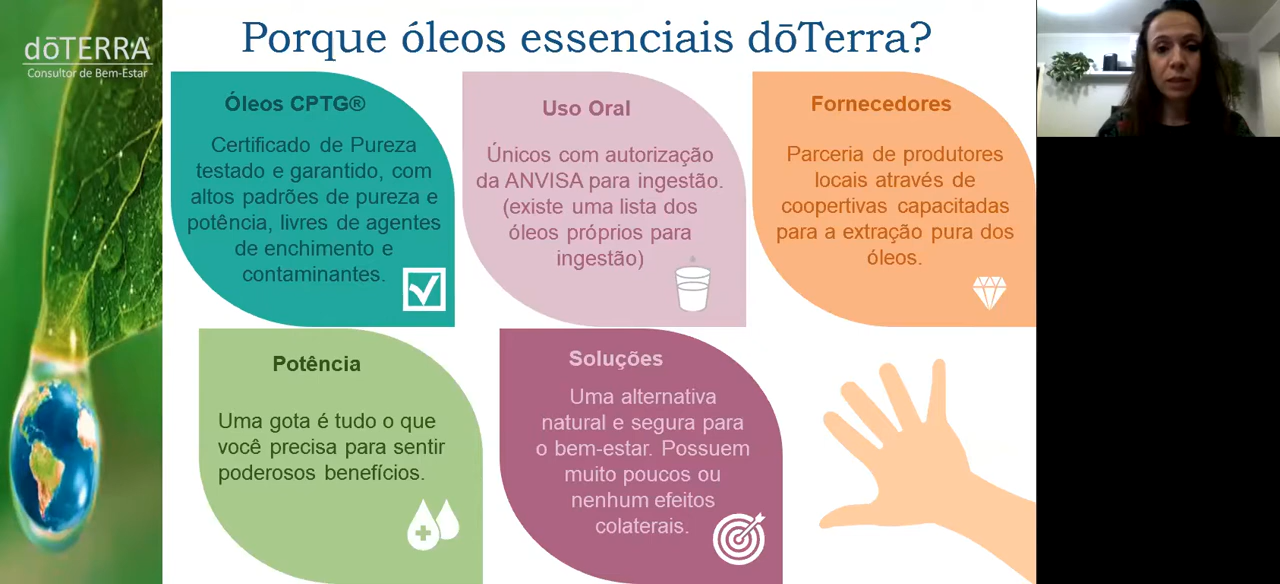 Porque óleos essenciais dōTerra?
dōTERRA®
Consultor de Bem-Estar
Óleos CPTG®
Certificado de Pureza
testado e garantido, com
altos padrões de pureza e
potência, livres de agentes
de enchimento e
contaminantes.
Uso Oral
Únicos com autorização
da ANVISA para ingestão.
(existe uma lista dos
óleos próprios para
ingestão)
Fornecedores
Parceria de produtores
locais através de
coopertivas capacitadas
para a extração pura dos
óleos.
Potência
Uma gota é tudo o que
você precisa para sentir
poderosos benefícios.
Soluções
Uma alternativa
natural e segura para
o bem-estar. Possuem
muito poucos ou
nenhum efeitos
colaterais.